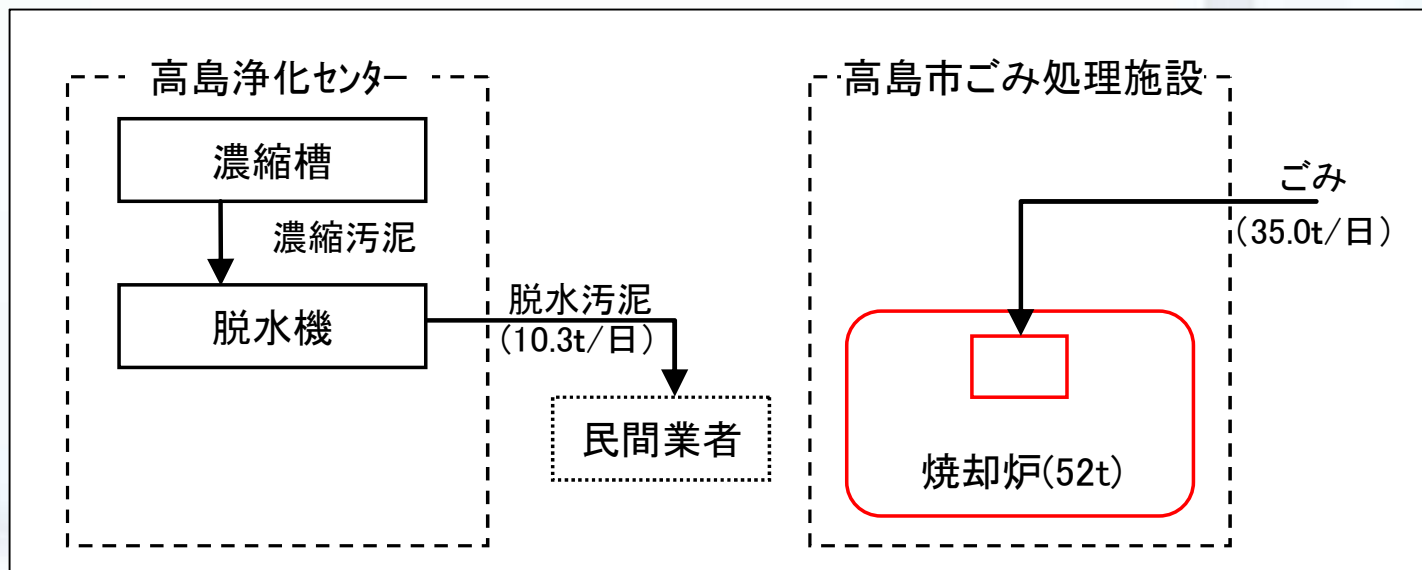 高島浄化センター
濃縮槽
濃縮汚泥
脱水機
脱水汚泥
(10.3t/日)
民間業者
高島市ごみ処理施設
ごみ
(35.0t/日)
焼却炉(52t)